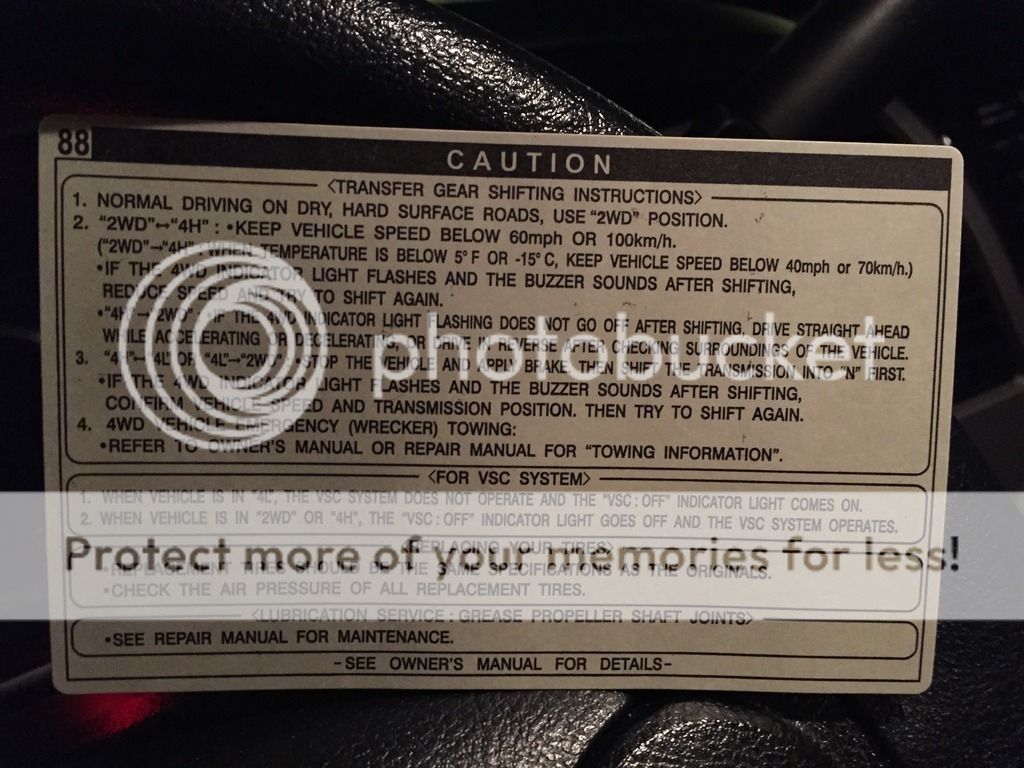 88
CAUTION
<TRANSFER GEAR SHIFTING INSTRUCTIONS>
1. NORMAL DRIVING ON DRY, HARD SURFACE ROADS, USE "2WD" POSITION.
2. "2WD"↔"4H" : •KEEP VEHICLE SPEED BELOW 60mph OR 100km/h.
("2WD"→"4H" : WHEN TEMPERATURE IS BELOW 5°F OR -15°C, KEEP VEHICLE SPEED BELOW 40mph or 70km/h.)
•IF THE 4WD INDICATOR LIGHT FLASHES AND THE BUZZER SOUNDS AFTER SHIFTING,
REDUCE SPEED AND TRY TO SHIFT AGAIN.
•"4H"→"2WD" : IF THE 4WD INDICATOR LIGHT FLASHING DOES NOT GO OFF AFTER SHIFTING, DRIVE STRAIGHT AHEAD
WHILE ACCELERATING OR DECELERATING, OR DRIVE IN REVERSE AFTER CHECKING SURROUNDINGS OF THE VEHICLE.
3. "4H"↔"4L" OR "4L"→"2WD" : •STOP THE VEHICLE AND APPLY BRAKE, THEN SHIFT THE TRANSMISSION INTO "N" FIRST.
•IF THE 4WD INDICATOR LIGHT FLASHES AND THE BUZZER SOUNDS AFTER SHIFTING,
CONFIRM VEHICLE SPEED AND TRANSMISSION POSITION. THEN TRY TO SHIFT AGAIN.
4. 4WD VEHICLE EMERGENCY (WRECKER) TOWING:
•REFER TO OWNER'S MANUAL OR REPAIR MANUAL FOR "TOWING INFORMATION".
<FOR VSC SYSTEM>
1. WHEN VEHICLE IS IN "4L", THE VSC SYSTEM DOES NOT OPERATE AND THE "VSC : OFF" INDICATOR LIGHT COMES ON.
2. WHEN VEHICLE IS IN "2WD" OR "4H", THE "VSC : OFF" INDICATOR LIGHT GOES OFF AND THE VSC SYSTEM OPERATES.
<REPLACING YOUR TIRES>
•REPLACEMENT TIRES SHOULD BE THE SAME SPECIFICATIONS AS THE ORIGINALS.
•CHECK THE AIR PRESSURE OF ALL REPLACEMENT TIRES.
<LUBRICATION SERVICE : GREASE PROPELLER SHAFT JOINTS>
•SEE REPAIR MANUAL FOR MAINTENANCE.
-SEE OWNER'S MANUAL FOR DETAILS-
photobucket
Protect more of your memories for less!